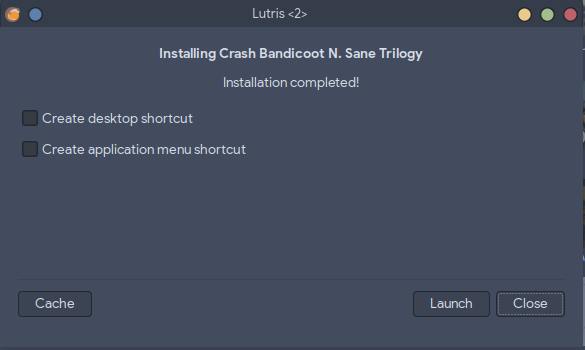 Lutris <2>
Installing Crash Bandicoot N. Sane Trilogy
Installation completed!
Create desktop shortcut
Create application menu shortcut
Cache
Launch
Close